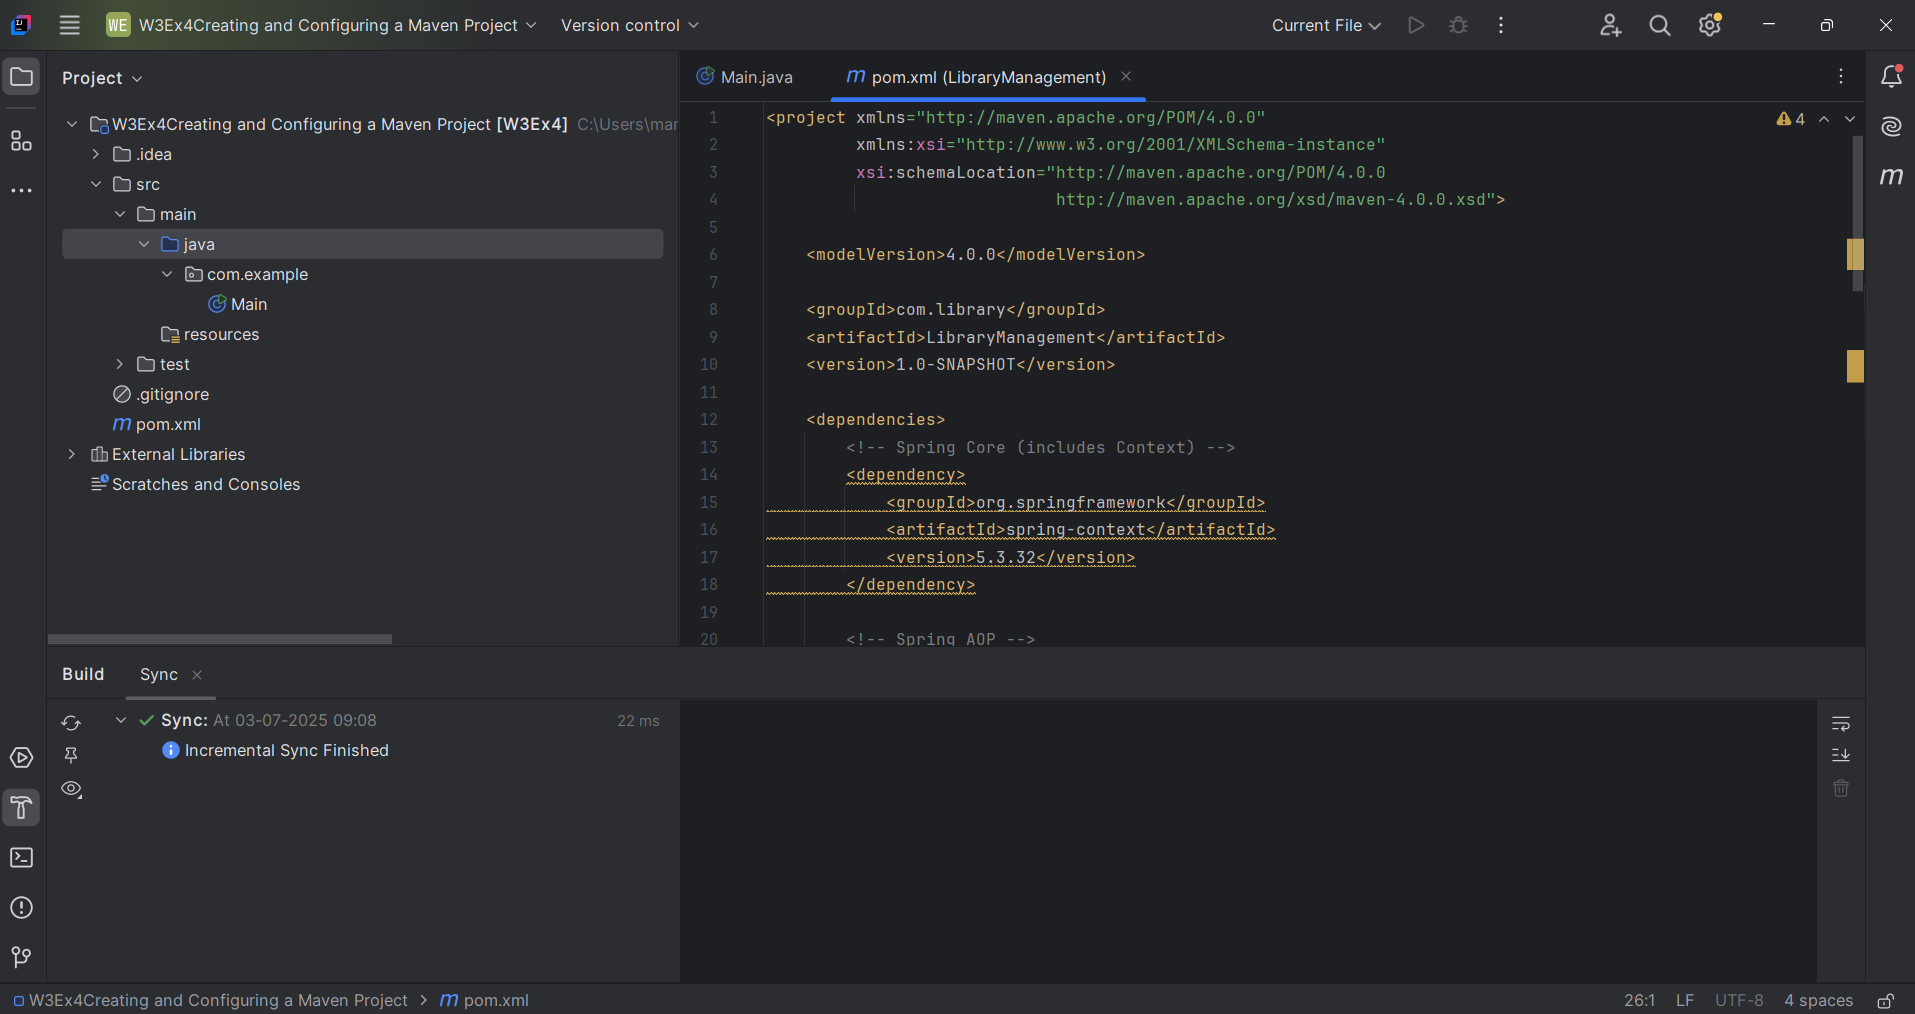 WE W3Ex4Creating and Configuring a Maven Project Version control Current File
Project
W3Ex4Creating and Configuring a Maven Project [W3Ex4] C:\Users\mar
.idea
src
main
java
com.example
Main
resources
test
.gitignore
m pom.xml
External Libraries
Scratches and Consoles
Main.java m pom.xml (LibraryManagement)
4
1 <project xmlns="http://maven.apache.org/POM/4.0.0"
2 xmlns:xsi="http://www.w3.org/2001/XMLSchema-instance"
3 xsi:schemaLocation="http://maven.apache.org/POM/4.0.0
4 http://maven.apache.org/xsd/maven-4.0.0.xsd">
5
6 <modelVersion>4.0.0</modelVersion>
7
8 <groupId>com.library</groupId>
9 <artifactId>LibraryManagement</artifactId>
10 <version>1.0-SNAPSHOT</version>
11
12 <dependencies>
13 <!-- Spring Core (includes Context) -->
14 <dependency>
15 <groupId>org.springframework</groupId>
16 <artifactId>spring-context</artifactId>
17 <version>5.3.32</version>
18 </dependency>
19
20 <!-- Spring AOP -->
m
Build Sync
Sync: At 03-07-2025 09:08 22 ms
Incremental Sync Finished
W3Ex4Creating and Configuring a Maven Project > m pom.xml 26:1 LF UTF-8 4 spaces